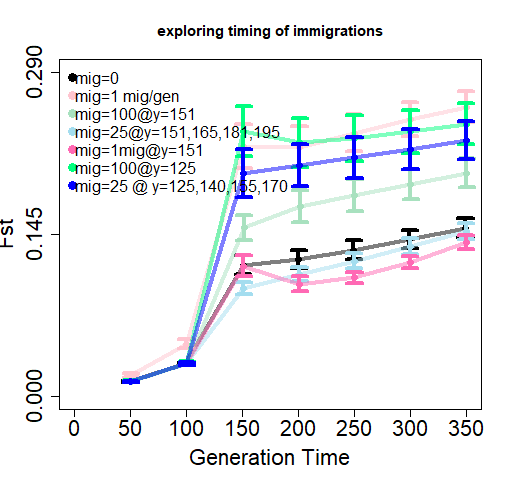 exploring timing of immigrations
0.290
0.145
0.000
Fst
mig=0
mig=1 mig/gen
mig=100@y=151
mig=25@y=151,165,181,195
mig=1mig@y=151
mig=100@y=125
mig=25 @ y=125,140,155,170
0 50 100 150 200 250 300 350
Generation Time